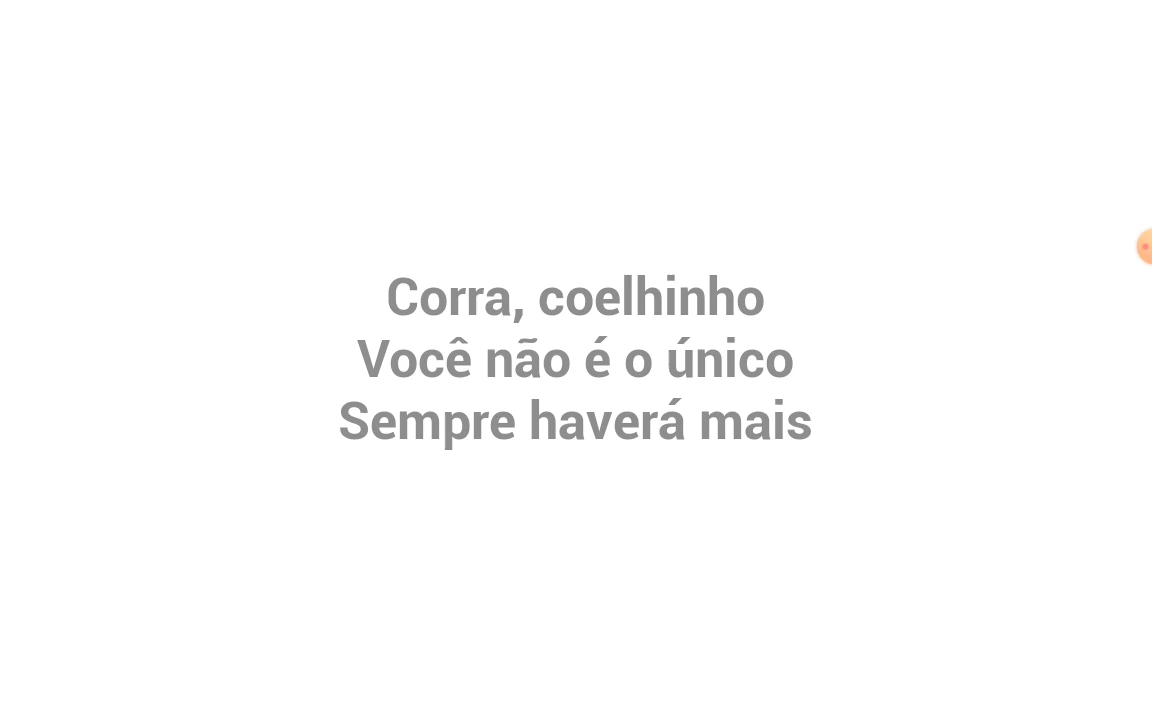 Corra, coelhinho
Você não é o único
Sempre haverá mais